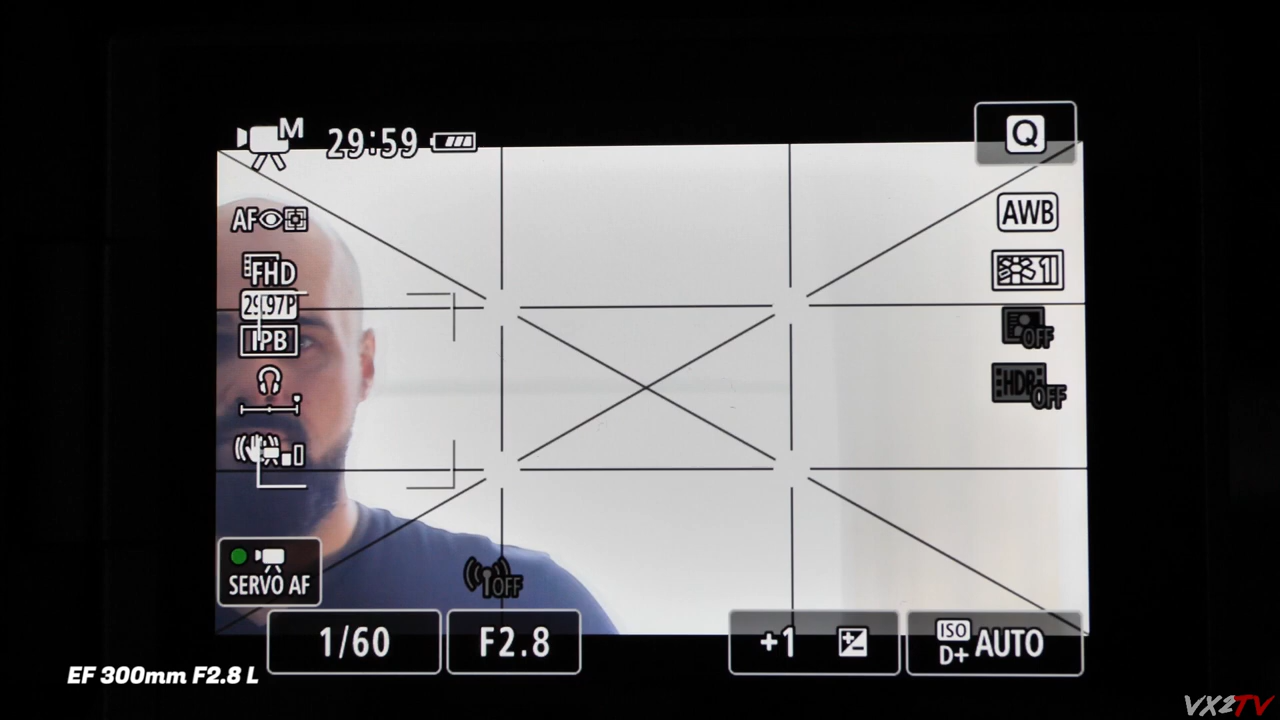 M 29:59
Q
AF
AWB
FHD
29.97P
IPB
OFF
HDR OFF
SERVO AF
OFF
1/60
F2.8
+1
ISO D+ AUTO
EF 300mm F2.8 L
VX2TV